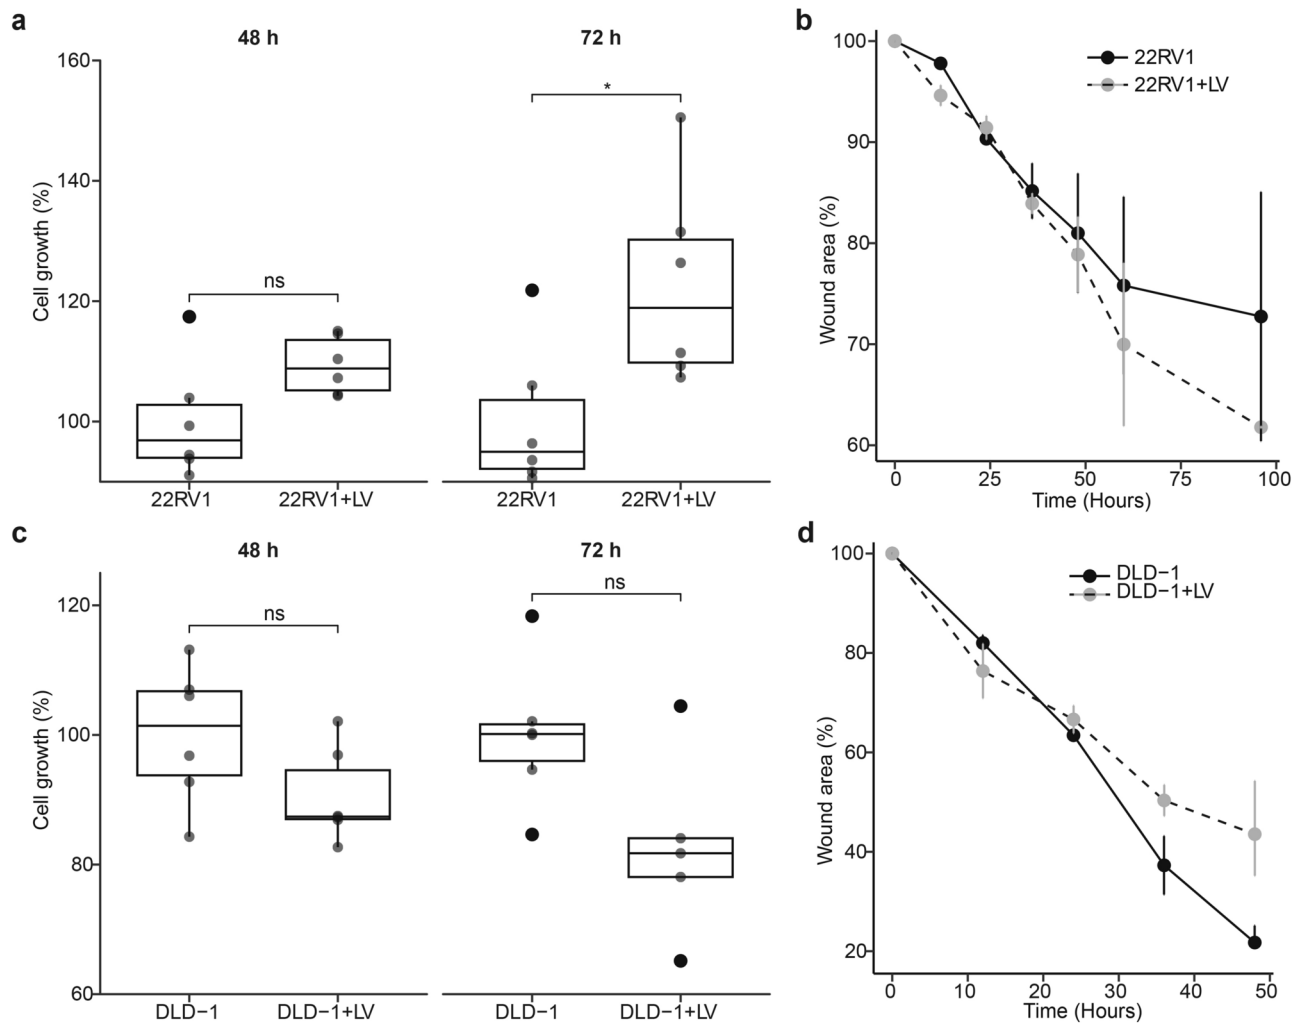 a
48 h
72 h
Cell growth (%)
160
140
120
100
ns
*
22RV1
22RV1+LV
22RV1
22RV1+LV
b
22RV1
22RV1+LV
Wound area (%)
100
90
80
70
60
0
25
50
75
100
Time (Hours)
c
48 h
72 h
Cell growth (%)
120
100
80
60
ns
ns
DLD−1
DLD−1+LV
DLD−1
DLD−1+LV
d
DLD−1
DLD−1+LV
Wound area (%)
100
80
60
40
20
0
10
20
30
40
50
Time (Hours)